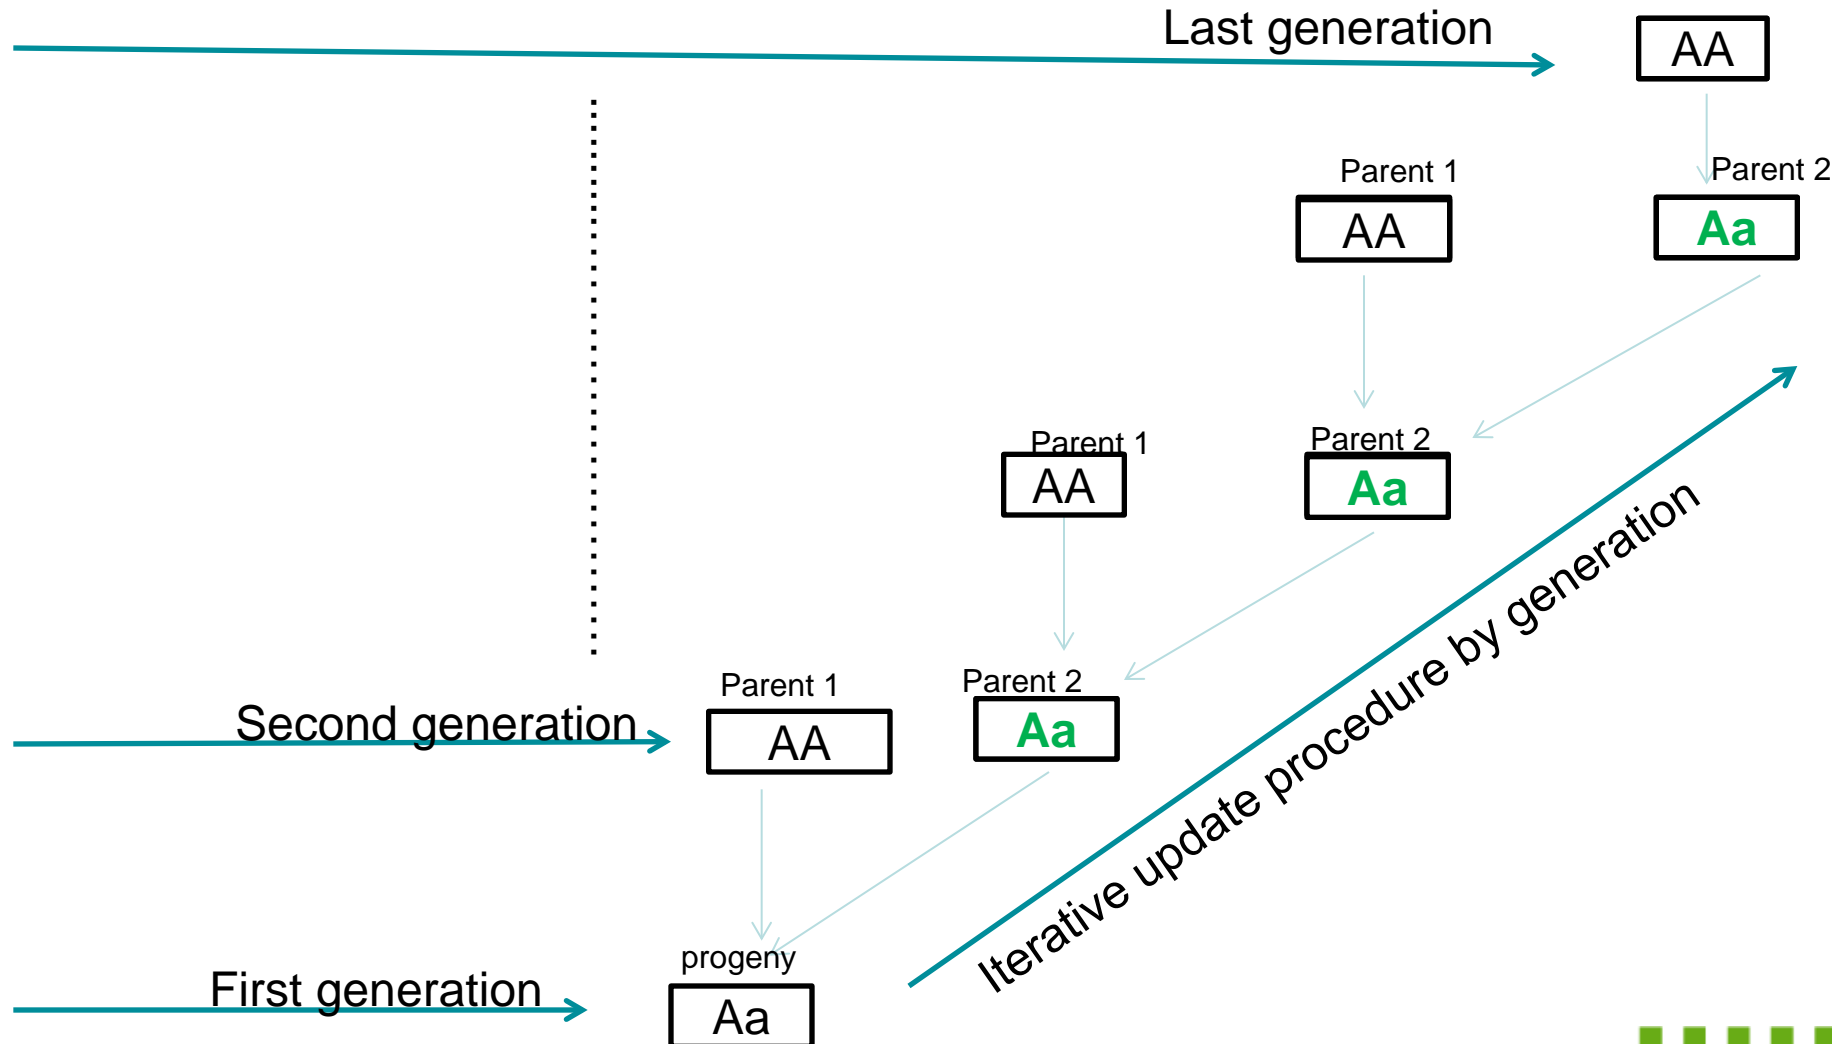 Last generation
AA
Parent 1
Parent 2
AA
Aa
Parent 1
Parent 2
AA
Aa
Parent 1
Parent 2
Second generation
AA
Aa
Iterative update procedure by generation
progeny
First generation
Aa